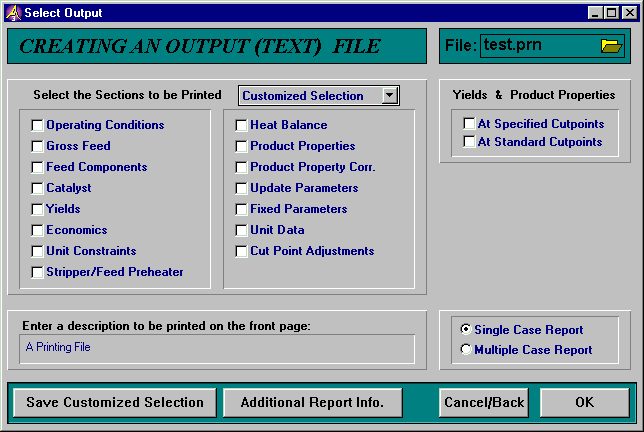 Select Output
CREATING AN OUTPUT (TEXT) FILE
File: test.prn
Select the Sections to be Printed
Customized Selection
Operating Conditions
Gross Feed
Feed Components
Catalyst
Yields
Economics
Unit Constraints
Stripper/Feed Preheater
Heat Balance
Product Properties
Product Property Corr.
Update Parameters
Fixed Parameters
Unit Data
Cut Point Adjustments
Yields & Product Properties
At Specified Cutpoints
At Standard Cutpoints
Enter a description to be printed on the front page:
A Printing File
Single Case Report
Multiple Case Report
Save Customized Selection
Additional Report Info.
Cancel/Back
OK